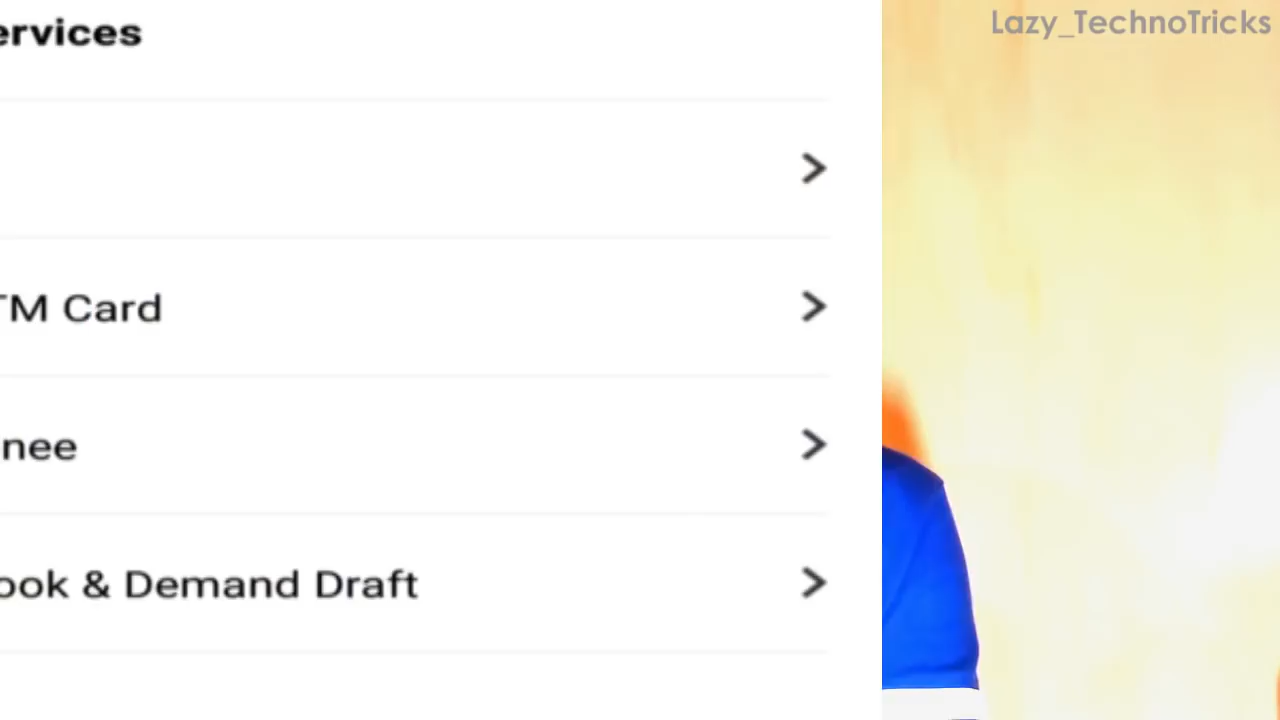 Lazy_TechnoTricks
ervices
TM Card
nee
ook & Demand Draft